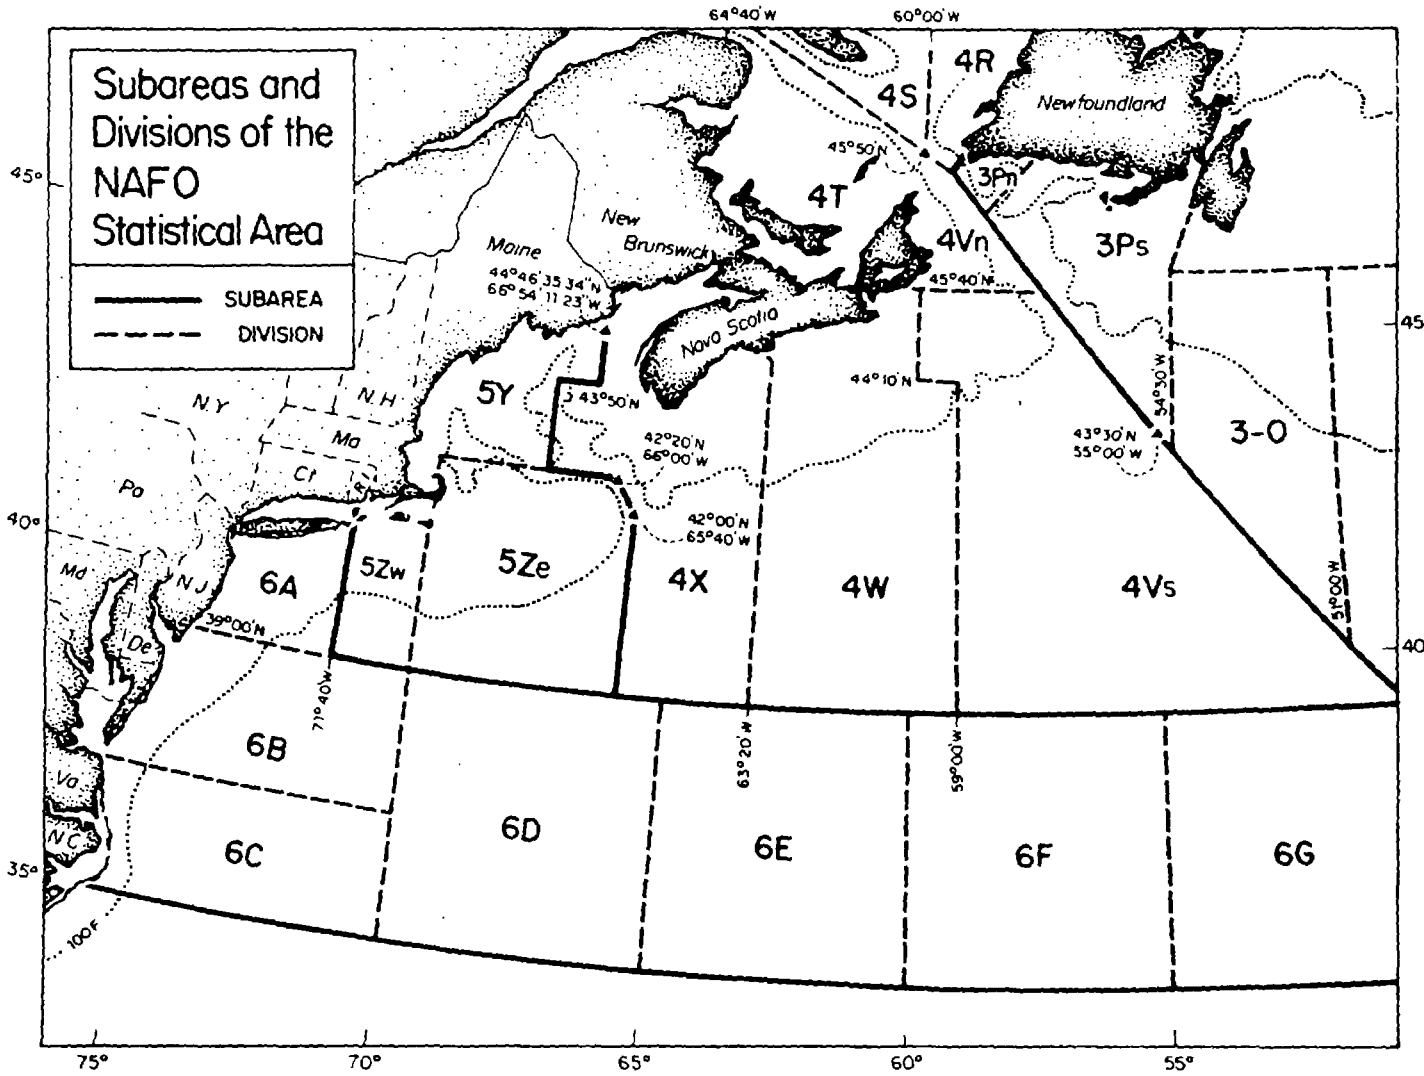 64°40'W
60°00'W
Subareas and
Divisions of the
NAFO
Statistical Area
SUBAREA
DIVISION
4R
4S
Newfoundland
45°50'N
45°
3Pn
4T
New
Brunswick
4Vn
3Ps
Maine
44°46'35 34"N
66°54'11 23"W
45°40'N
Nova Scotia
45
5Y
N.H
44°10'N
54°30'W
43°50'N
N.Y
Ma
42°20'N
66°00'W
43°30'N
55°00'W
3-O
Ct
R I
Pa
40°
42°00'N
65°40'W
5Zw
5Ze
Md
N J
6A
4X
4W
4Vs
51°00'W
39°00'N
De
40
71°40'W
6B
63°20'W
59°00'W
Va
N C
6C
6D
6E
6F
6G
35°
100F
75°
70°
65°
60°
55°